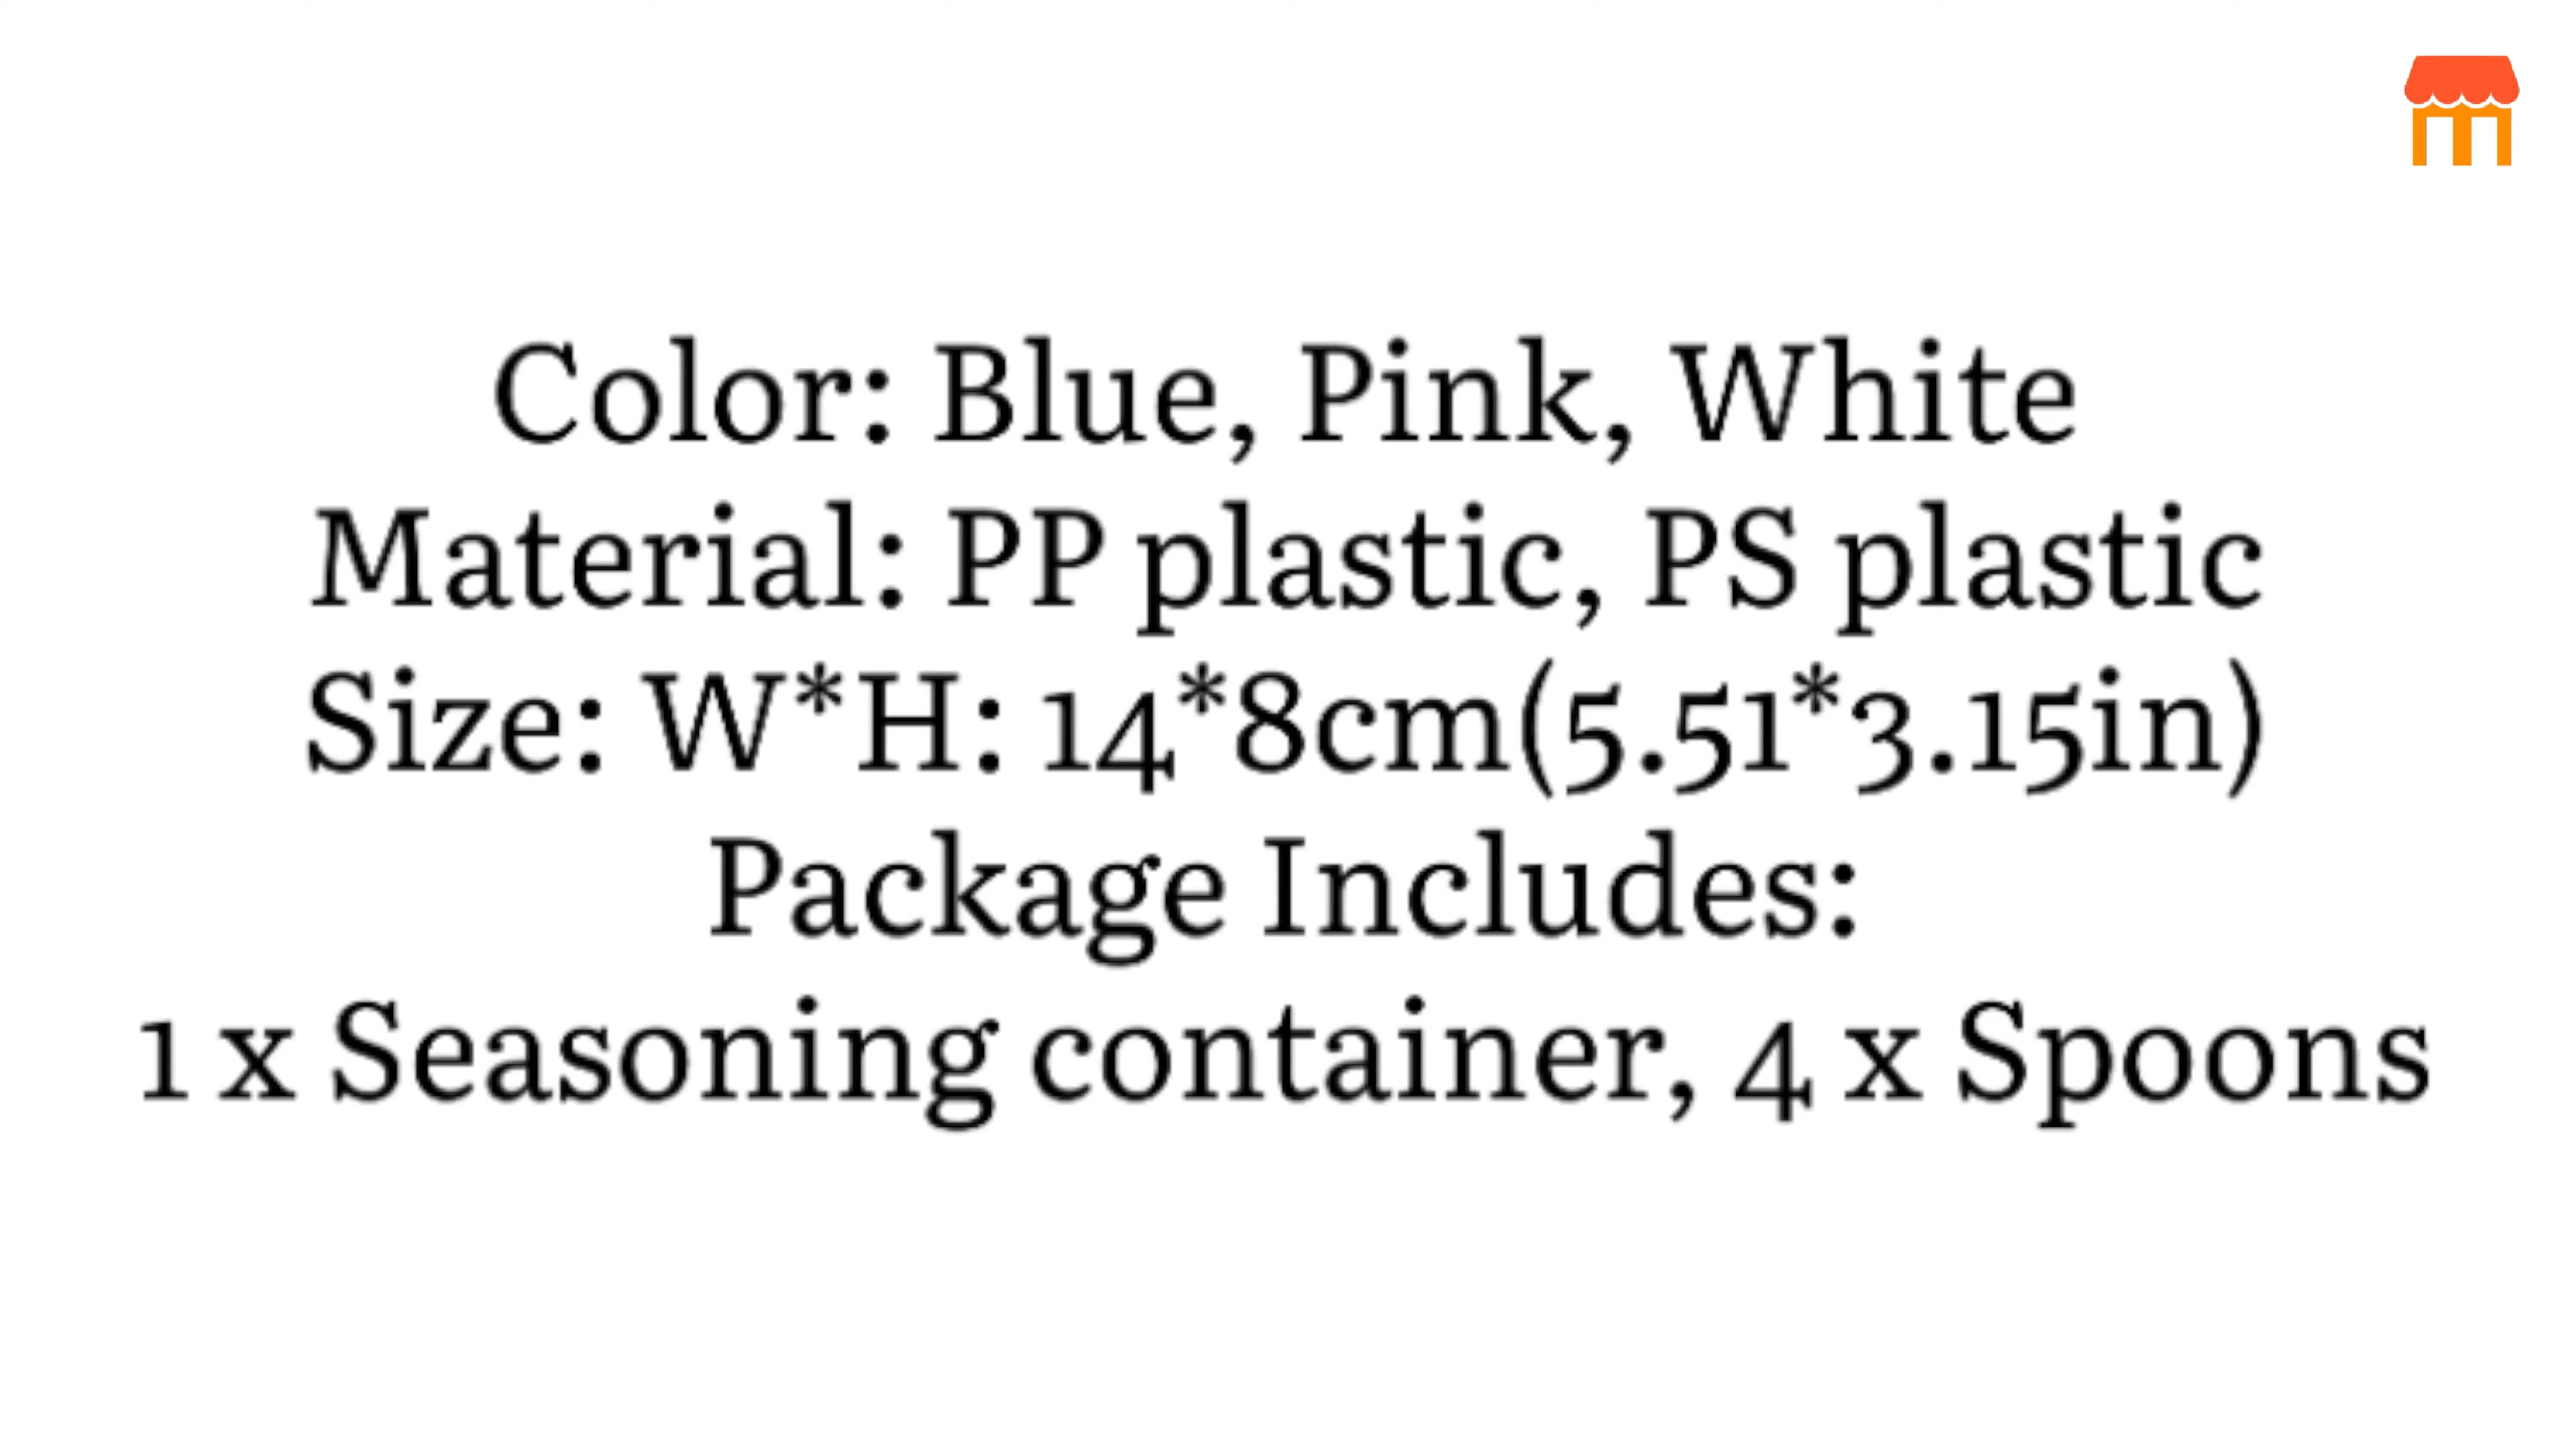 Color: Blue, Pink, White
Material: PP plastic, PS plastic
Size: W*H: 14*8cm(5.51*3.15in)
Package Includes:
1 x Seasoning container, 4 x Spoons